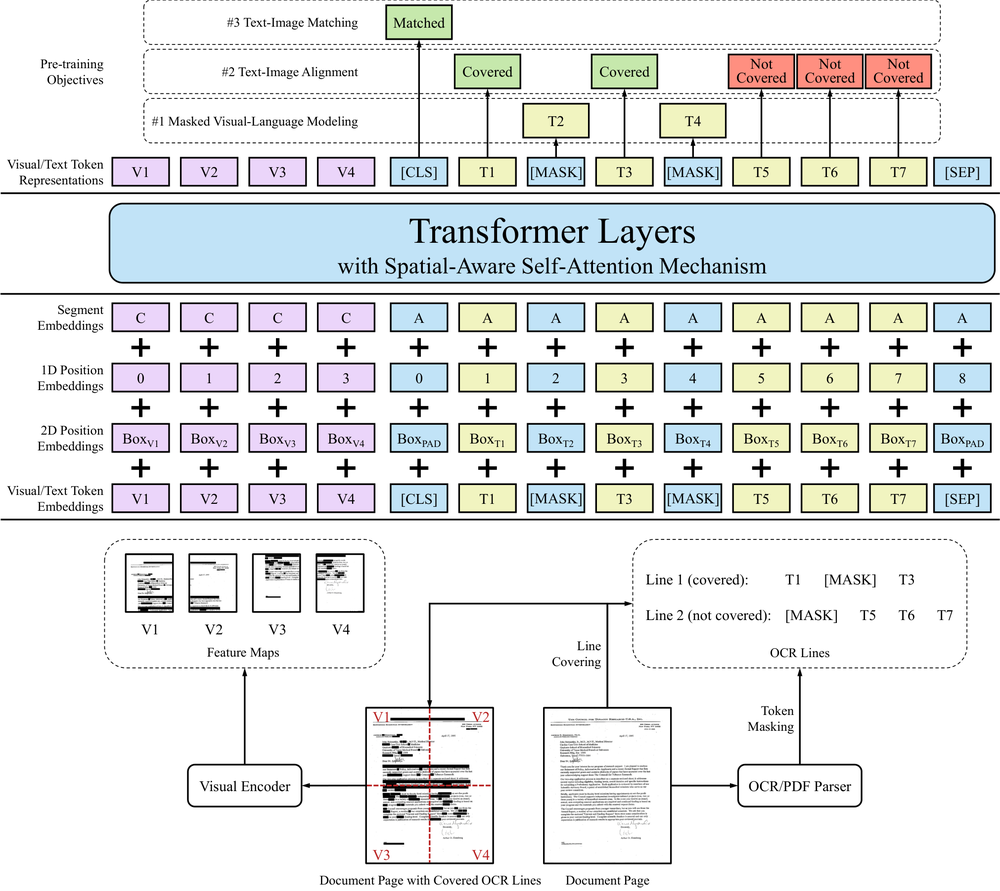 #3 Text-Image Matching Matched
Pre-training Objectives
#2 Text-Image Alignment Covered Covered Not Covered Not Covered Not Covered
#1 Masked Visual-Language Modeling T2 T4
Visual/Text Token Representations V1 V2 V3 V4 [CLS] T1 [MASK] T3 [MASK] T5 T6 T7 [SEP]
Transformer Layers
with Spatial-Aware Self-Attention Mechanism
Segment Embeddings C C C C A A A A A A A A A
+ + + + + + + + + + + + +
1D Position Embeddings 0 1 2 3 0 1 2 3 4 5 6 7 8
+ + + + + + + + + + + + +
2D Position Embeddings BoxV1 BoxV2 BoxV3 BoxV4 BoxPAD BoxT1 BoxT2 BoxT3 BoxT4 BoxT5 BoxT6 BoxT7 BoxPAD
+ + + + + + + + + + + + +
Visual/Text Token Embeddings V1 V2 V3 V4 [CLS] T1 [MASK] T3 [MASK] T5 T6 T7 [SEP]
V1 V2 V3 V4
Feature Maps
Line 1 (covered): T1 [MASK] T3
Line 2 (not covered): [MASK] T5 T6 T7
OCR Lines
Line Covering
Token Masking
V1 V2
V3 V4
Visual Encoder
OCR/PDF Parser
Document Page with Covered OCR Lines
Document Page